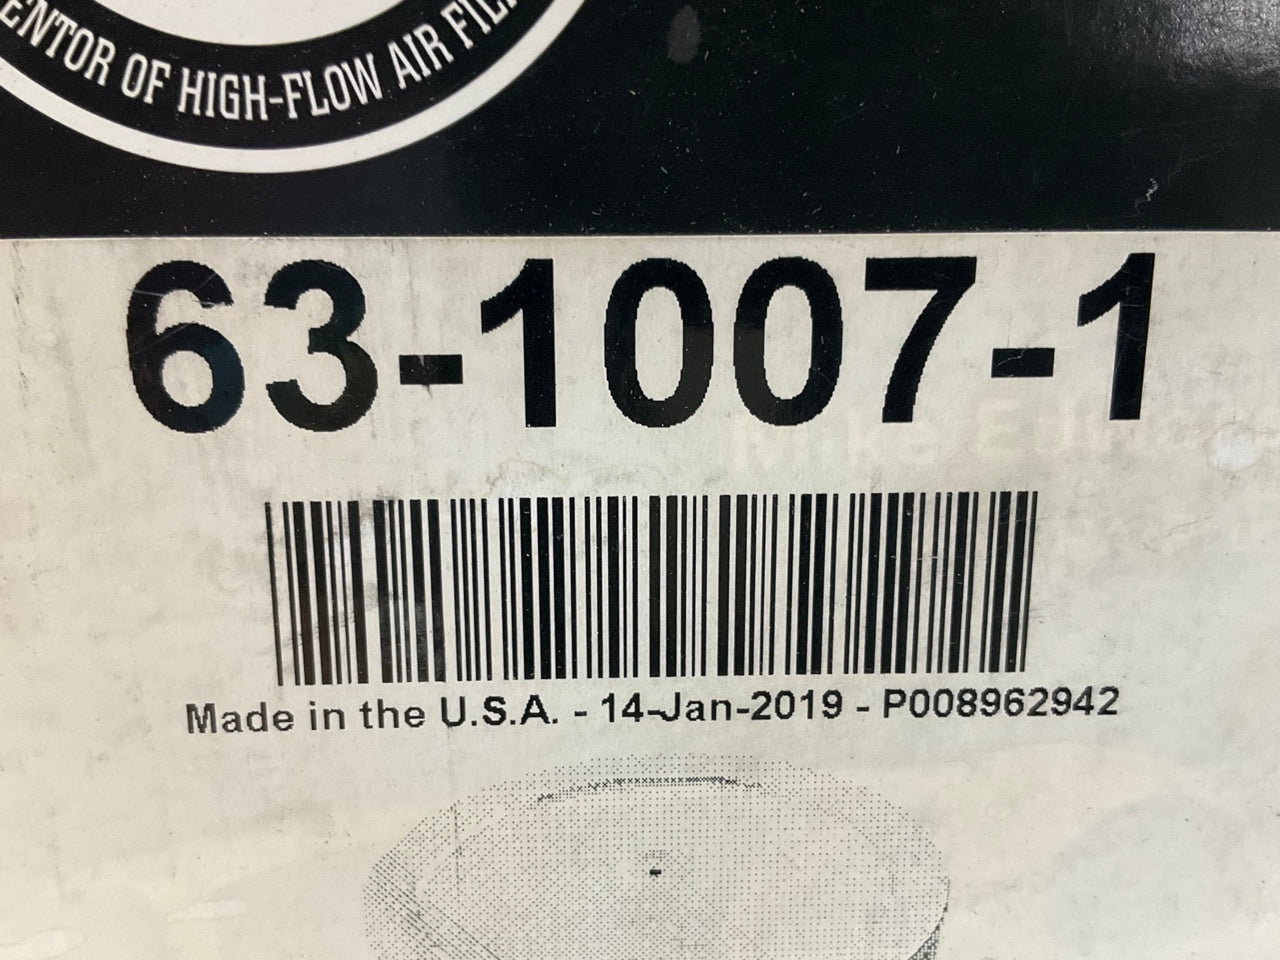 ENTOR OF HIGH-FLOW AIR FIL
63-1007-1
Made in the U.S.A. - 14-Jan-2019 - P008962942